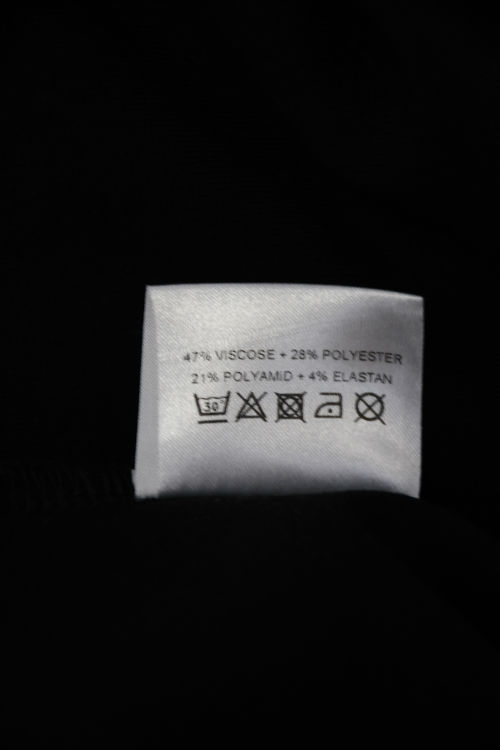 47% VISCOSE + 28% POLYESTER
21% POLYAMID + 4% ELASTAN
30°